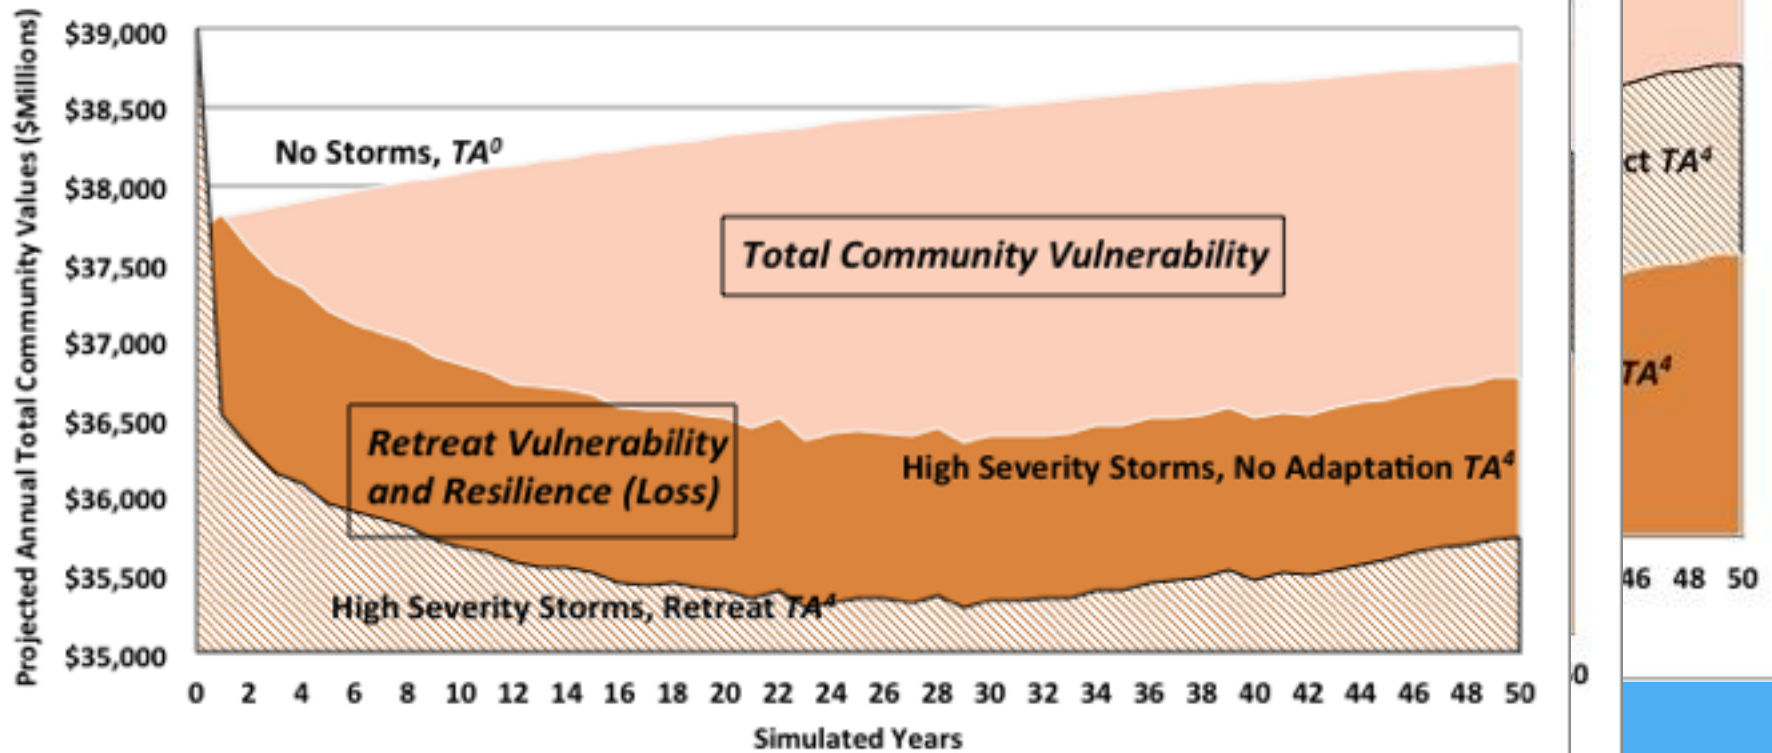 Projected Annual Total Community Values ($Millions)
$39,000
$38,500
$38,000
$37,500
$37,000
$36,500
$36,000
$35,500
$35,000
No Storms, TA⁰
Total Community Vulnerability
Retreat Vulnerability
and Resilience (Loss)
High Severity Storms, No Adaptation TA⁴
High Severity Storms, Retreat TA⁴
0 2 4 6 8 10 12 14 16 18 20 22 24 26 28 30 32 34 36 38 40 42 44 46 48 50
Simulated Years
0
ct TA⁴
TA⁴
46 48 50